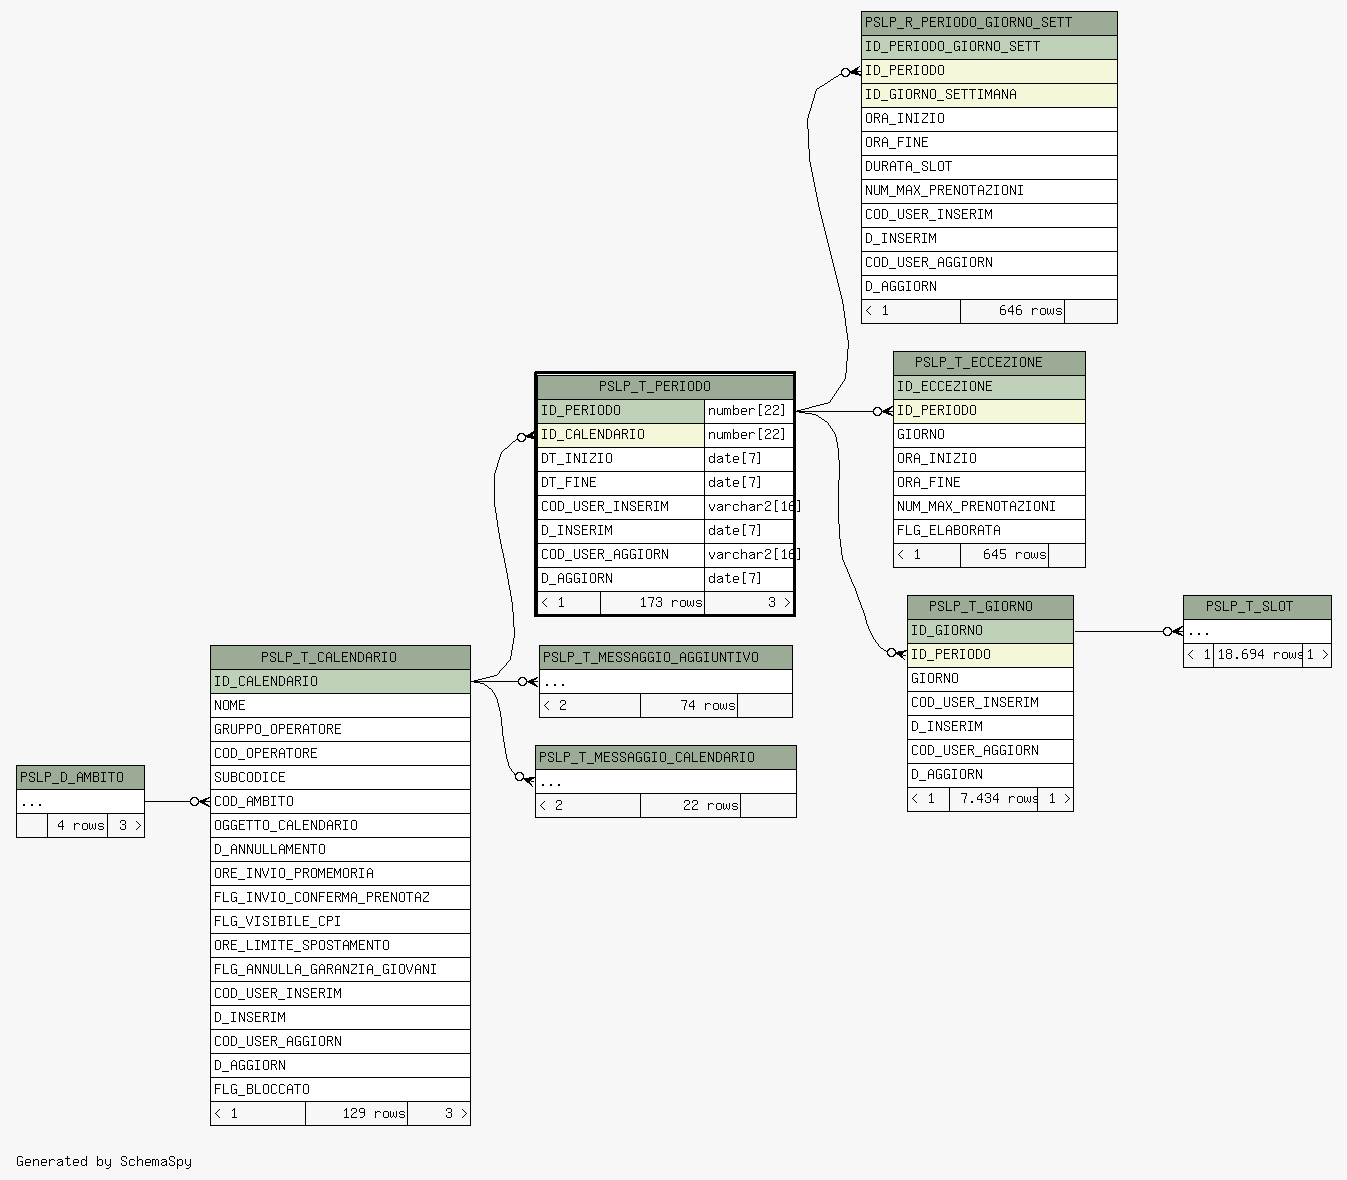 PSLP_R_PERIODO_GIORNO_SETT
ID_PERIODO_GIORNO_SETT
ID_PERIODO
ID_GIORNO_SETTIMANA
ORA_INIZIO
ORA_FINE
DURATA_SLOT
NUM_MAX_PRENOTAZIONI
COD_USER_INSERIM
D_INSERIM
COD_USER_AGGIORN
D_AGGIORN
< 1 646 rows
PSLP_T_ECCEZIONE
ID_ECCEZIONE
ID_PERIODO
GIORNO
ORA_INIZIO
ORA_FINE
NUM_MAX_PRENOTAZIONI
FLG_ELABORATA
< 1 645 rows
PSLP_T_PERIODO
ID_PERIODO number[22]
ID_CALENDARIO number[22]
DT_INIZIO date[7]
DT_FINE date[7]
COD_USER_INSERIM varchar2[16]
D_INSERIM date[7]
COD_USER_AGGIORN varchar2[16]
D_AGGIORN date[7]
< 1 173 rows 3 >
PSLP_T_GIORNO
ID_GIORNO
ID_PERIODO
GIORNO
COD_USER_INSERIM
D_INSERIM
COD_USER_AGGIORN
D_AGGIORN
< 1 7.434 rows 1 >
PSLP_T_SLOT
...
< 1 18.694 rows 1 >
PSLP_T_MESSAGGIO_AGGIUNTIVO
...
< 2 74 rows
PSLP_T_MESSAGGIO_CALENDARIO
...
< 2 22 rows
PSLP_T_CALENDARIO
ID_CALENDARIO
NOME
GRUPPO_OPERATORE
COD_OPERATORE
SUBCODICE
COD_AMBITO
OGGETTO_CALENDARIO
D_ANNULLAMENTO
ORE_INVIO_PROMEMORIA
FLG_INVIO_CONFERMA_PRENOTAZ
FLG_VISIBILE_CPI
ORE_LIMITE_SPOSTAMENTO
FLG_ANNULLA_GARANZIA_GIOVANI
COD_USER_INSERIM
D_INSERIM
COD_USER_AGGIORN
D_AGGIORN
FLG_BLOCCATO
< 1 129 rows 3 >
PSLP_D_AMBITO
...
4 rows 3 >
Generated by SchemaSpy